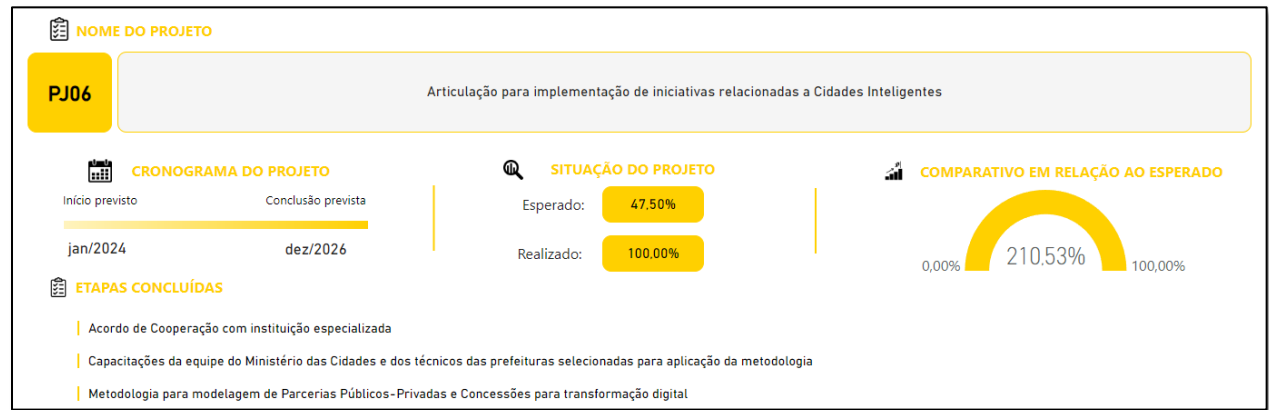 NOME DO PROJETO
PJ06
Articulação para implementação de iniciativas relacionadas a Cidades Inteligentes
CRONOGRAMA DO PROJETO
Início previsto Conclusão prevista
jan/2024 dez/2026
SITUAÇÃO DO PROJETO
Esperado: 47,50%
Realizado: 100,00%
COMPARATIVO EM RELAÇÃO AO ESPERADO
0,00% 210,53% 100,00%
ETAPAS CONCLUÍDAS
Acordo de Cooperação com instituição especializada
Capacitações da equipe do Ministério das Cidades e dos técnicos das prefeituras selecionadas para aplicação da metodologia
Metodologia para modelagem de Parcerias Públicos-Privadas e Concessões para transformação digital